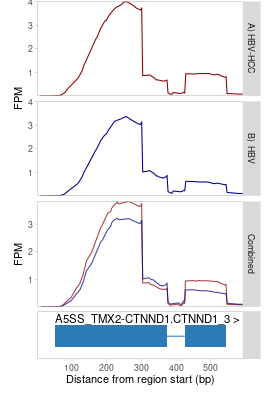 4
3
2
1
A) HBV-HCC
FPM
4
3
2
1
B) HBV
3
2
1
FPM
Combined
A5SS_TMX2-CTNND1.CTNND1_3 >
100 200 300 400 500
Distance from region start (bp)